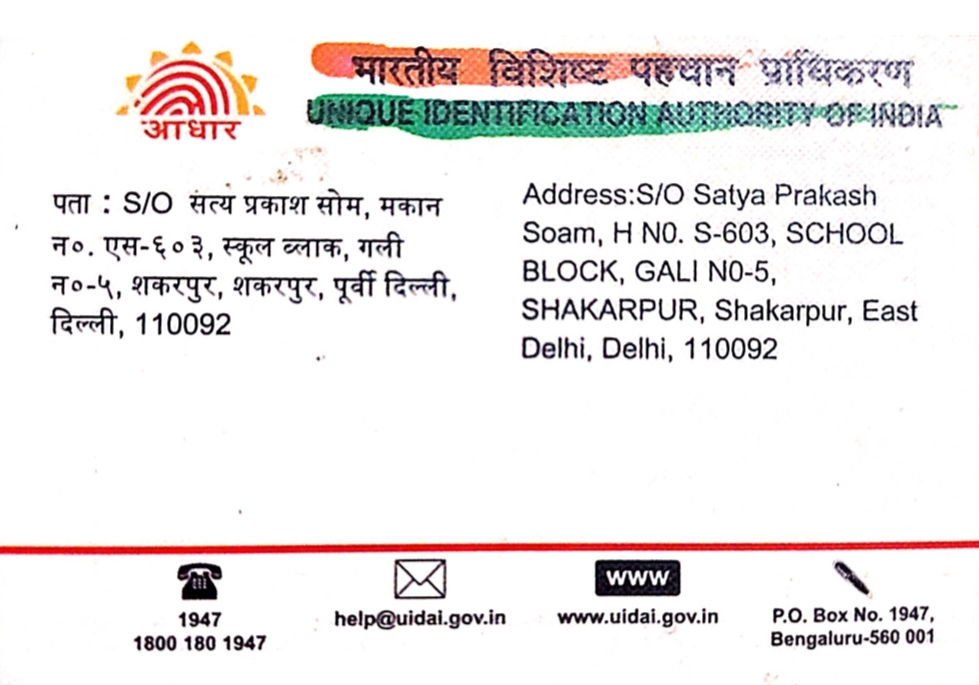 आधार
भारतीय विशिष्ट पहचान प्राधिकरण
UNIQUE IDENTIFICATION AUTHORITY OF INDIA
पता : S/O सत्य प्रकाश सोम, मकान
न०. एस-६०३, स्कूल ब्लाक, गली
न०-५, शकरपुर, शकरपुर, पूर्वी दिल्ली,
दिल्ली, 110092
Address:S/O Satya Prakash
Soam, H N0. S-603, SCHOOL
BLOCK, GALI N0-5,
SHAKARPUR, Shakarpur, East
Delhi, Delhi, 110092
1947
1800 180 1947
help@uidai.gov.in
www
www.uidai.gov.in
P.O. Box No. 1947,
Bengaluru-560 001